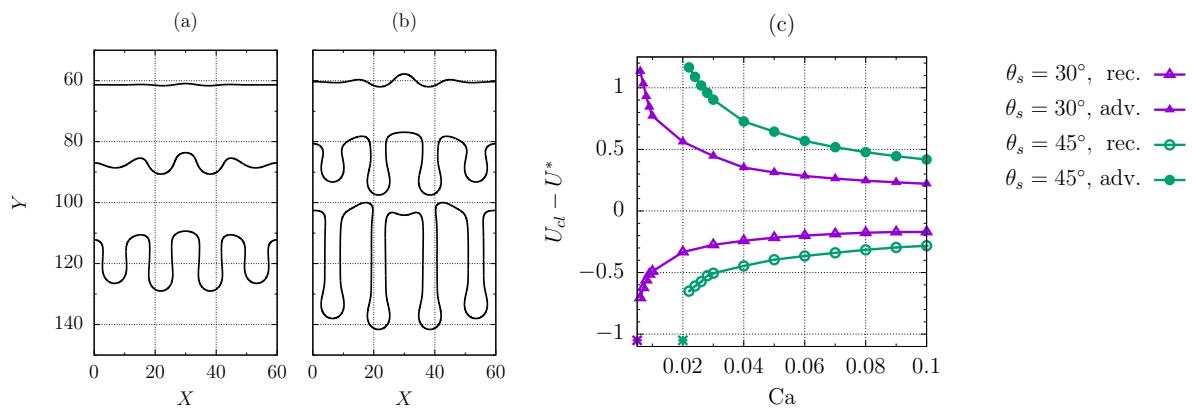 (a)
(b)
(c)
Y
60
80
100
120
140
0 20 40 60
X
0 20 40 60
X
U_{cl} − U^*
1
0.5
0
−0.5
−1
0.02 0.04 0.06 0.08 0.1
Ca
θ_s = 30°, rec.
θ_s = 30°, adv.
θ_s = 45°, rec.
θ_s = 45°, adv.